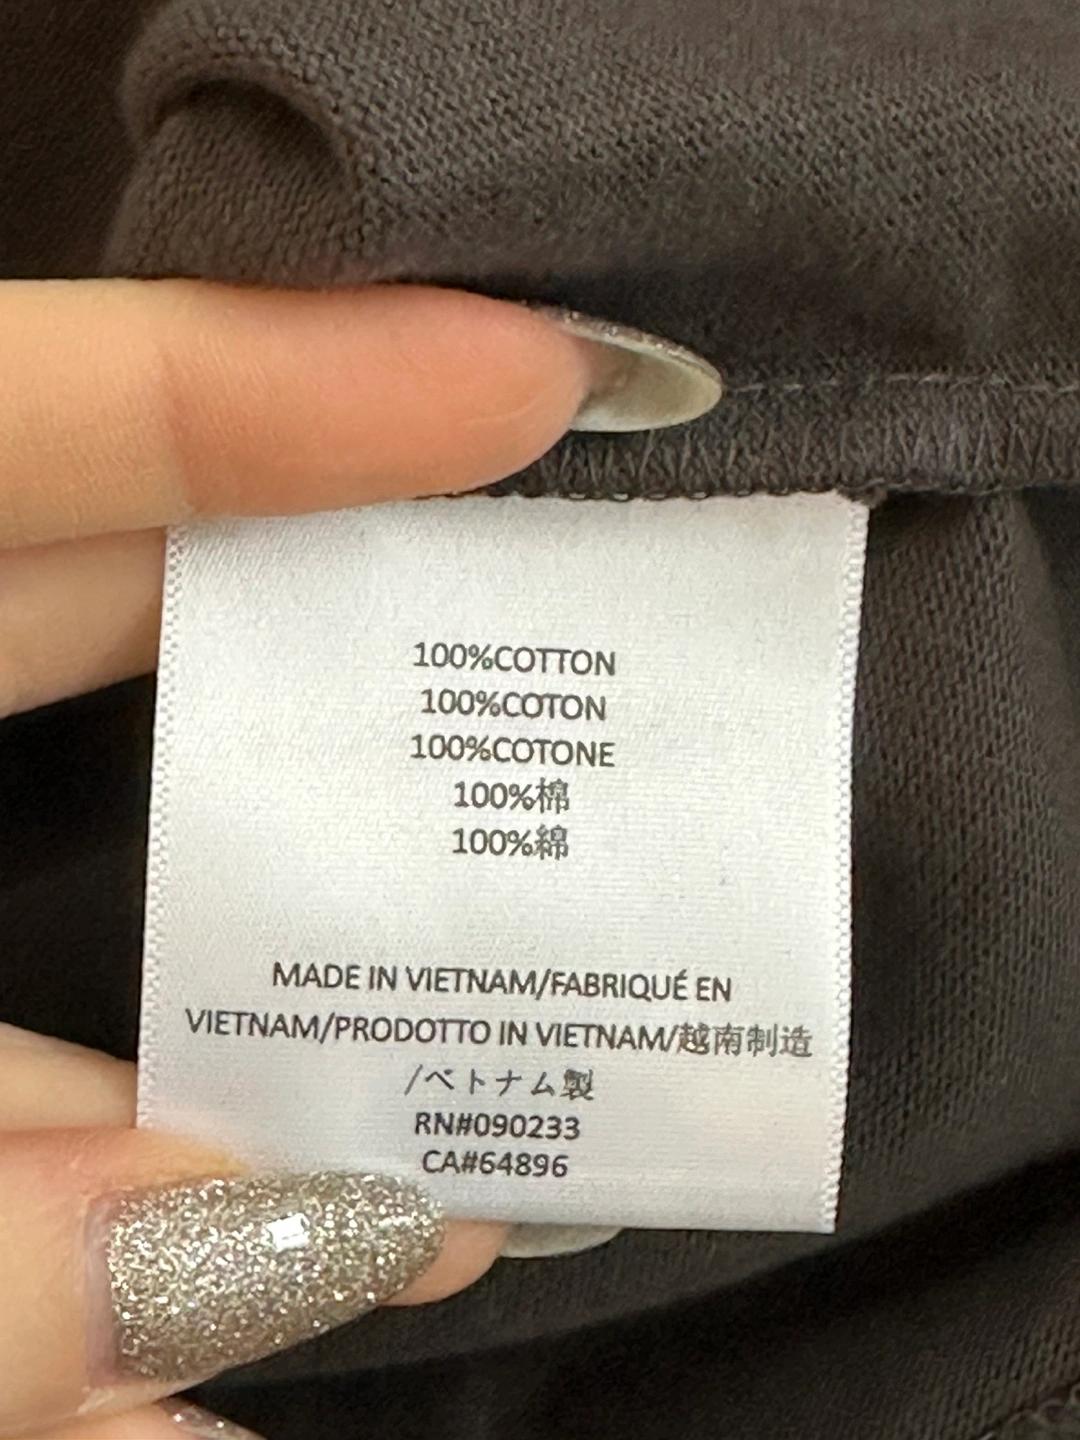 100%COTTON
100%COTON
100%COTONE
100%棉
100%綿
MADE IN VIETNAM/FABRIQUÉ EN
VIETNAM/PRODOTTO IN VIETNAM/越南制造
/ベトナム製
RN#090233
CA#64896